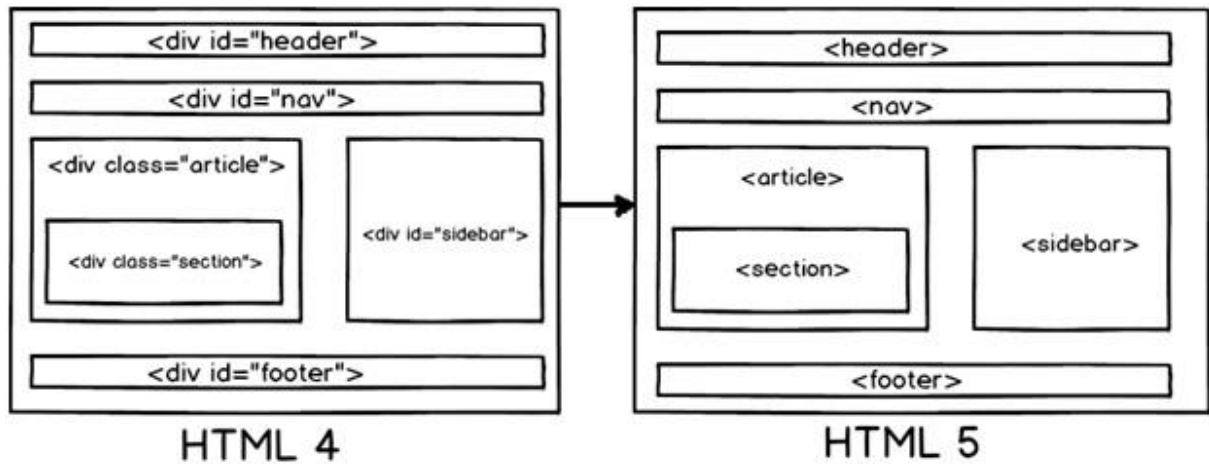 <div id="header">
<div id="nav">
<div class="article">
<div class="section">
<div id="sidebar">
<div id="footer">
HTML 4
<header>
<nav>
<article>
<section>
<sidebar>
<footer>
HTML 5